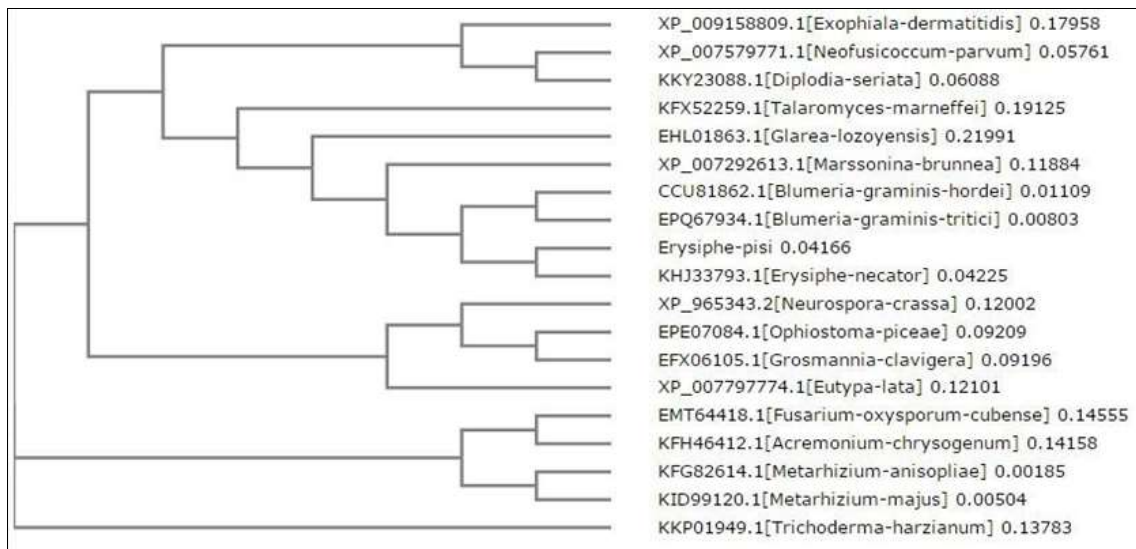 XP_009158809.1[Exophiala-dermatitidis] 0.17958
XP_007579771.1[Neofusicoccum-parvum] 0.05761
KKY23088.1[Diplodia-seriata] 0.06088
KFX52259.1[Talaromyces-marneffei] 0.19125
EHL01863.1[Glarea-lozoyensis] 0.21991
XP_007292613.1[Marssonina-brunnea] 0.11884
CCU81862.1[Blumeria-graminis-hordei] 0.01109
EPQ67934.1[Blumeria-graminis-tritici] 0.00803
Erysiphe-pisi 0.04166
KHJ33793.1[Erysiphe-necator] 0.04225
XP_965343.2[Neurospora-crassa] 0.12002
EPE07084.1[Ophiostoma-piceae] 0.09209
EFX06105.1[Grosmannia-clavigera] 0.09196
XP_007797774.1[Eutypa-lata] 0.12101
EMT64418.1[Fusarium-oxysporum-cubense] 0.14555
KFH46412.1[Acremonium-chrysogenum] 0.14158
KFG82614.1[Metarhizium-anisopliae] 0.00185
KID99120.1[Metarhizium-majus] 0.00504
KKP01949.1[Trichoderma-harzianum] 0.13783